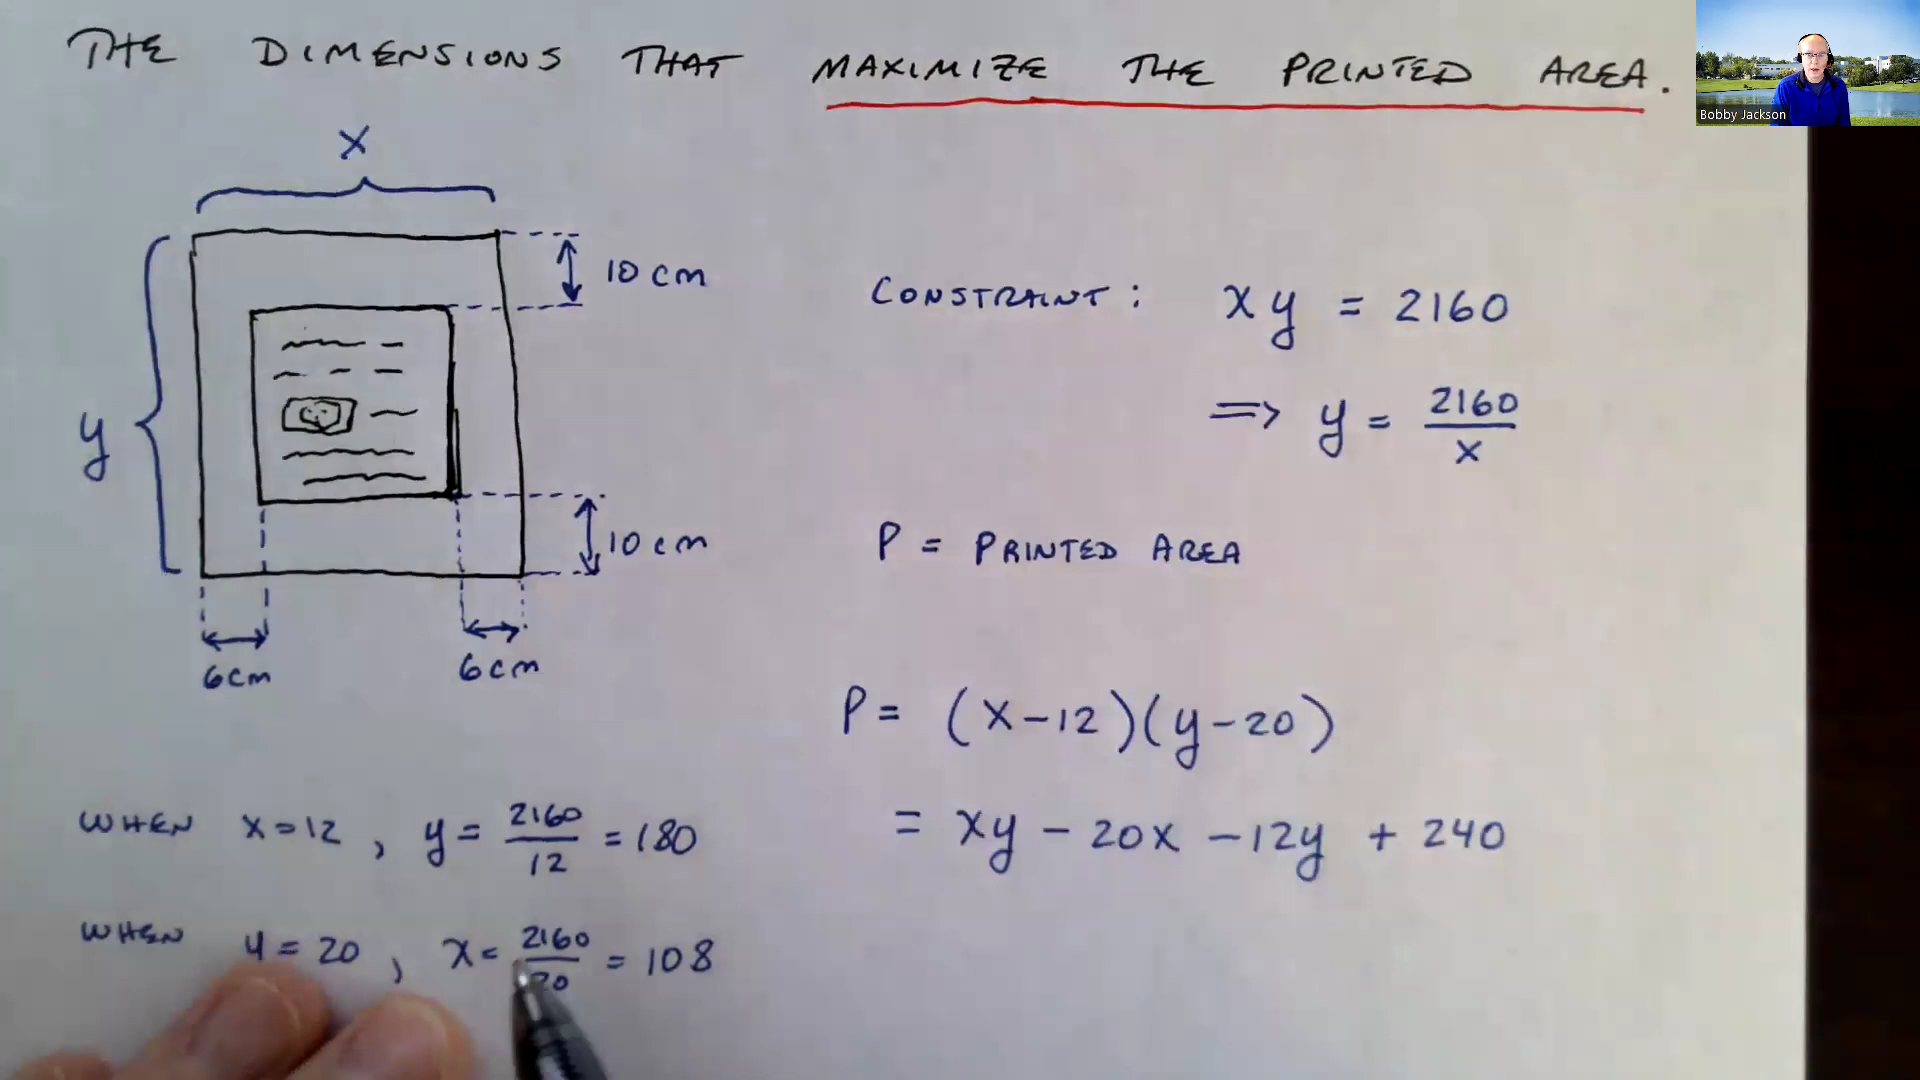 THE DIMENSIONS THAT MAXIMIZE THE PRINTED AREA.
Bobby Jackson
x
10 cm
y
10 cm
6cm 6cm
CONSTRAINT: xy = 2160
⇒ y = 2160/x
P = PRINTED AREA
P = (x-12)(y-20)
= xy - 20x - 12y + 240
WHEN x=12, y = 2160/12 = 180
WHEN y = 20, x = 2160/20 = 108